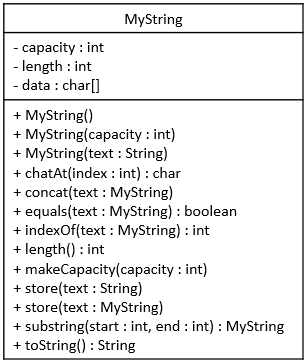 MyString
- capacity : int
- length : int
- data : char[]
+ MyString()
+ MyString(capacity : int)
+ MyString(text : String)
+ chatAt(index : int) : char
+ concat(text : MyString)
+ equals(text : MyString) : boolean
+ indexOf(text : MyString) : int
+ length() : int
+ makeCapacity(capacity : int)
+ store(text : String)
+ store(text : MyString)
+ substring(start : int, end : int) : MyString
+ toString() : String